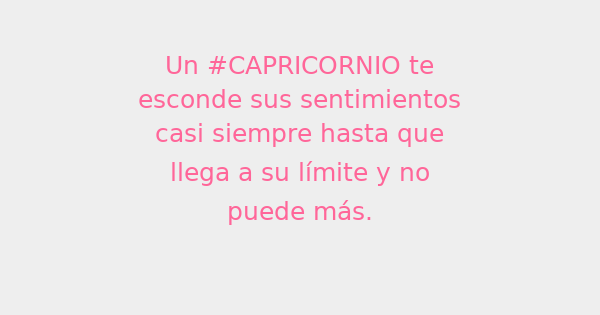 Un #CAPRICORNIO te
esconde sus sentimientos
casi siempre hasta que
llega a su límite y no
puede más.